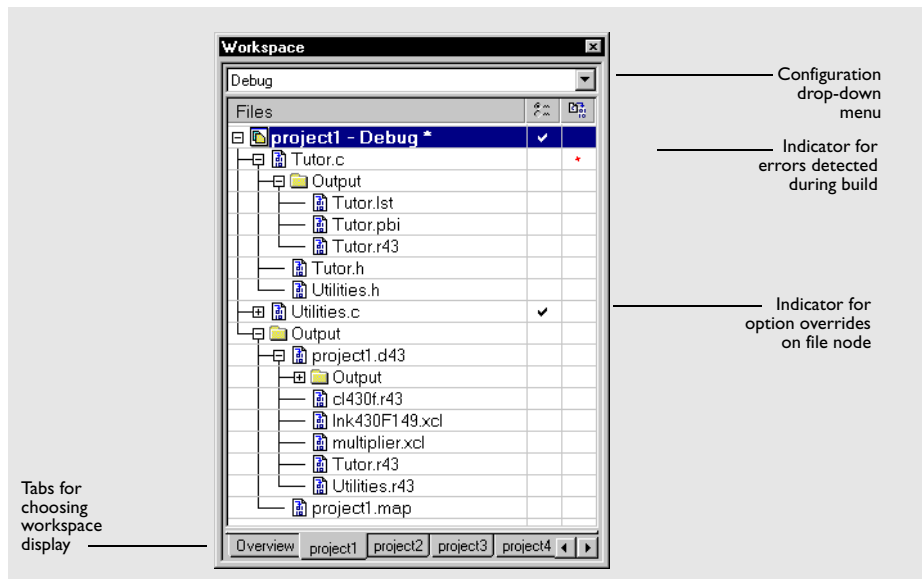 Workspace
Debug
Files
project1 - Debug *
Tutor.c
Output
Tutor.lst
Tutor.pbi
Tutor.r43
Tutor.h
Utilities.h
Utilities.c
Output
project1.d43
Output
cl430f.r43
lnk430F149.xcl
multiplier.xcl
Tutor.r43
Utilities.r43
project1.map
Overview project1 project2 project3 project4
Configuration
drop-down
menu
Indicator for
errors detected
during build
Indicator for
option overrides
on file node
Tabs for
choosing
workspace
display